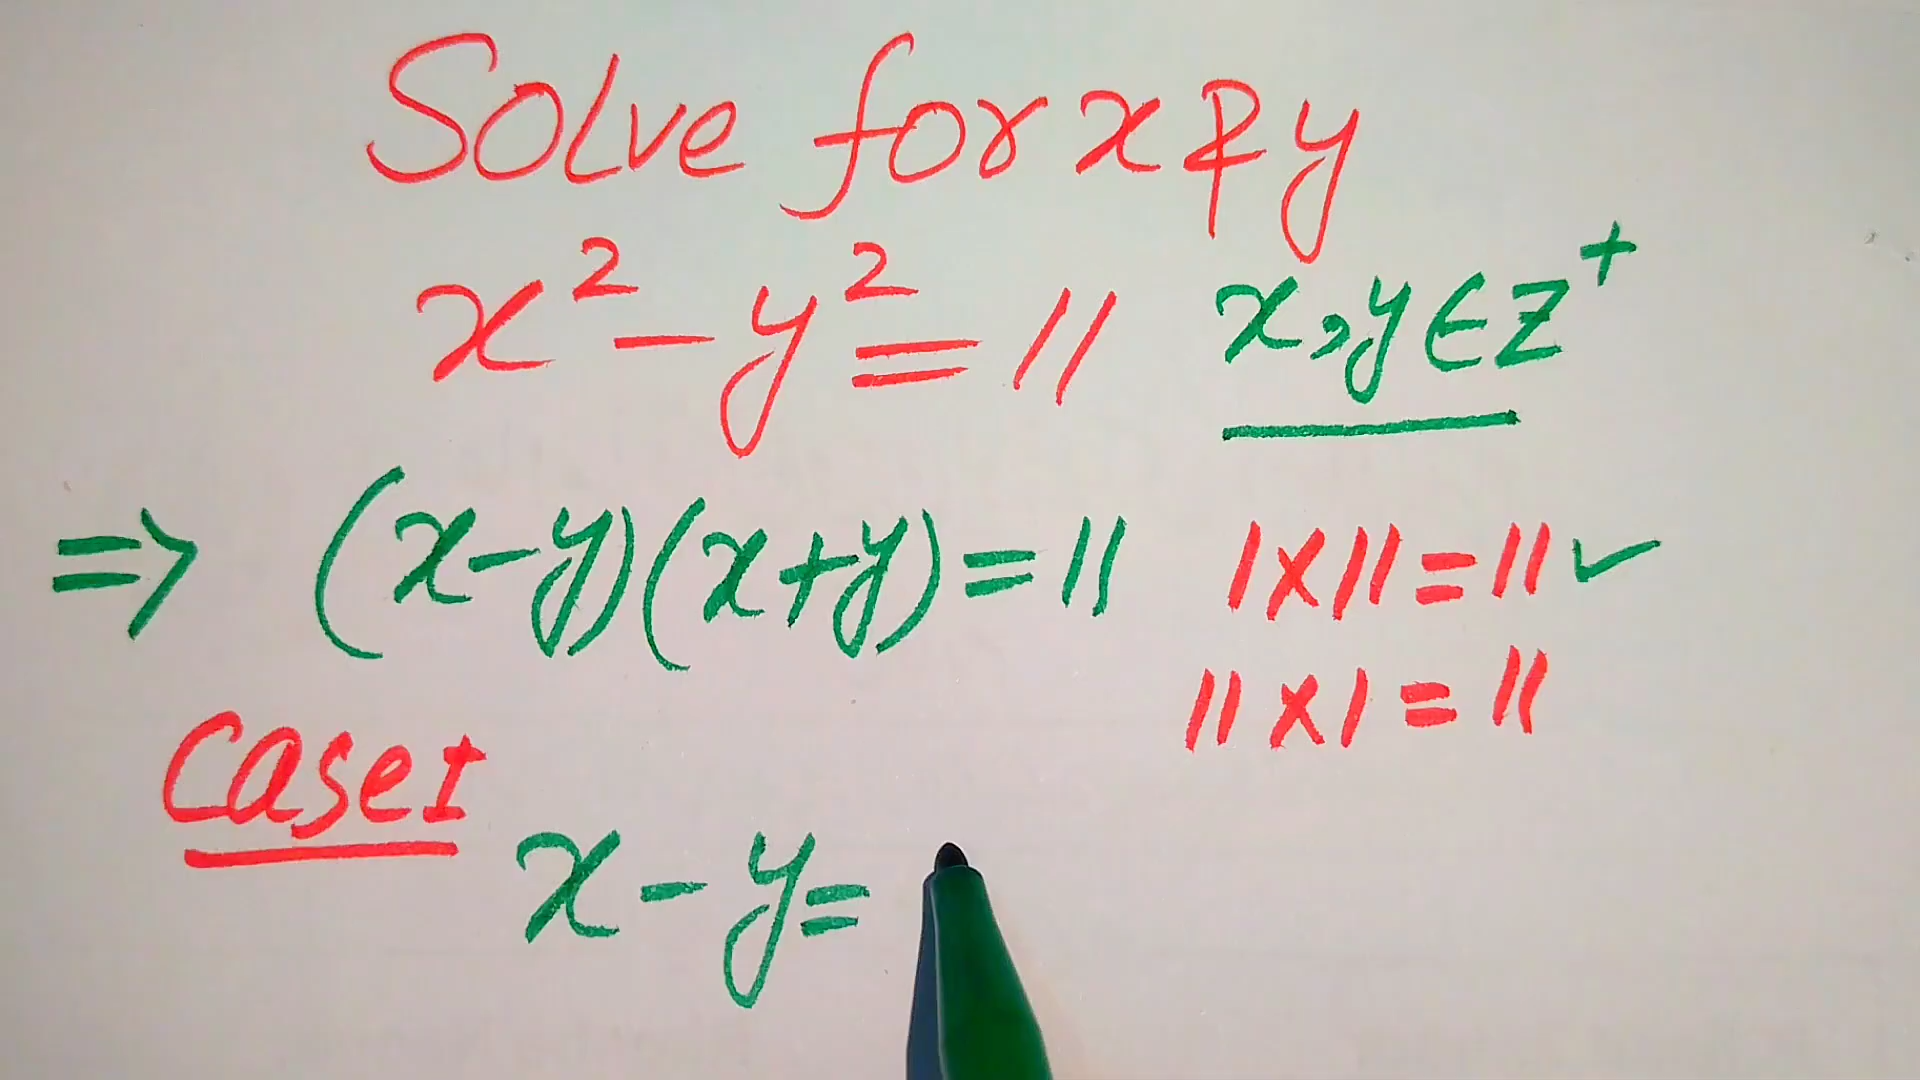 Solve for x & y
x² - y² = 11 x, y ∈ Z⁺
⇒ (x-y)(x+y) = 11 1×11 = 11 ✓
11×1 = 11
Case I
x - y =